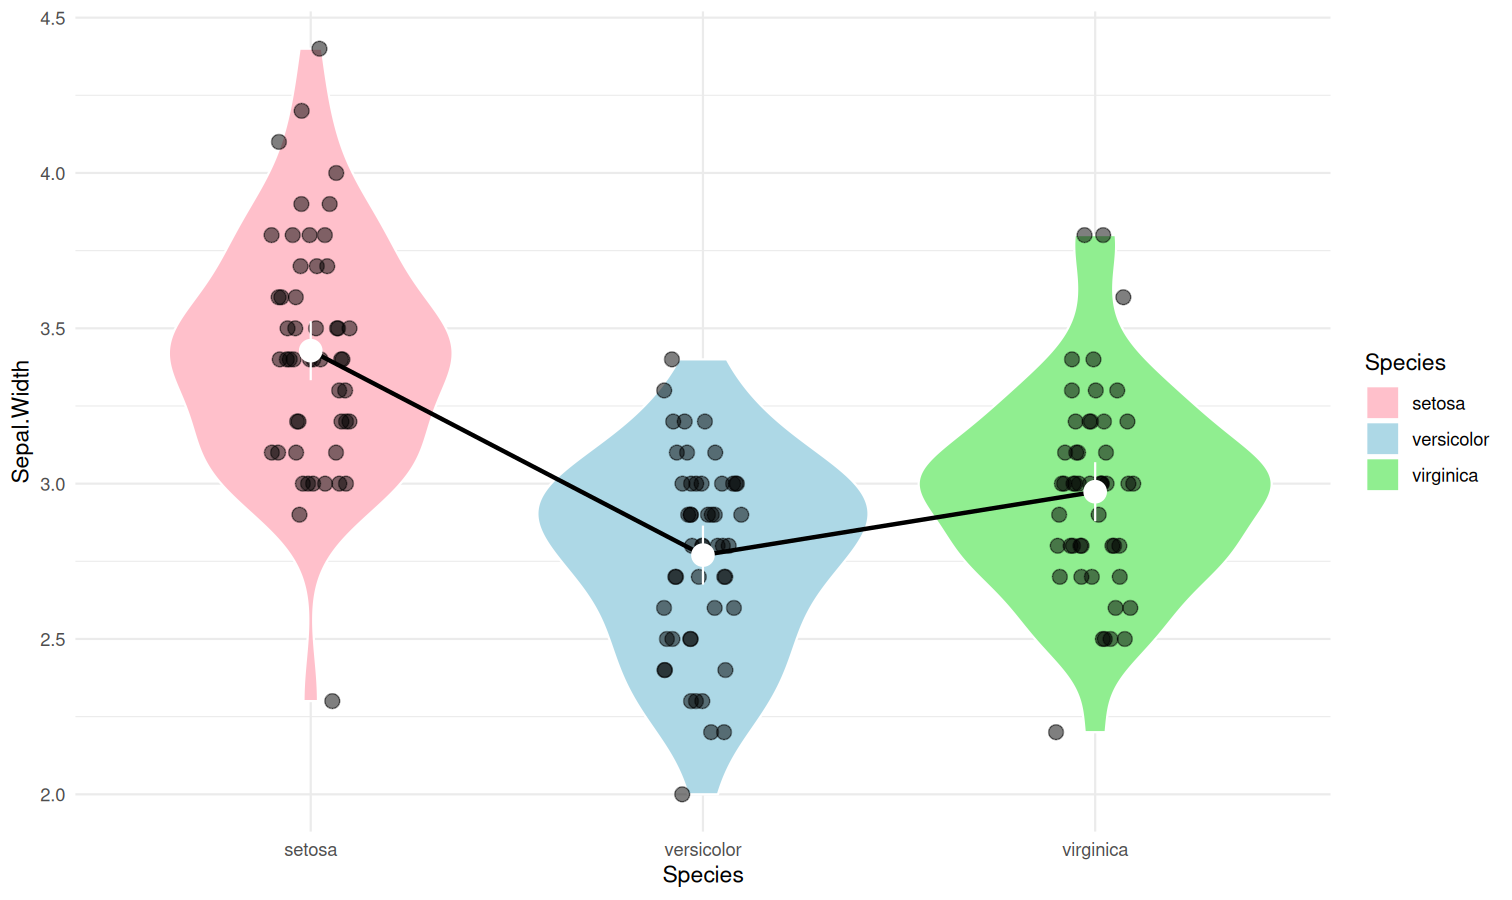 4.5
4.0
3.5
3.0
2.5
2.0
Sepal.Width
setosa
versicolor
virginica
Species
Species
setosa
versicolor
virginica